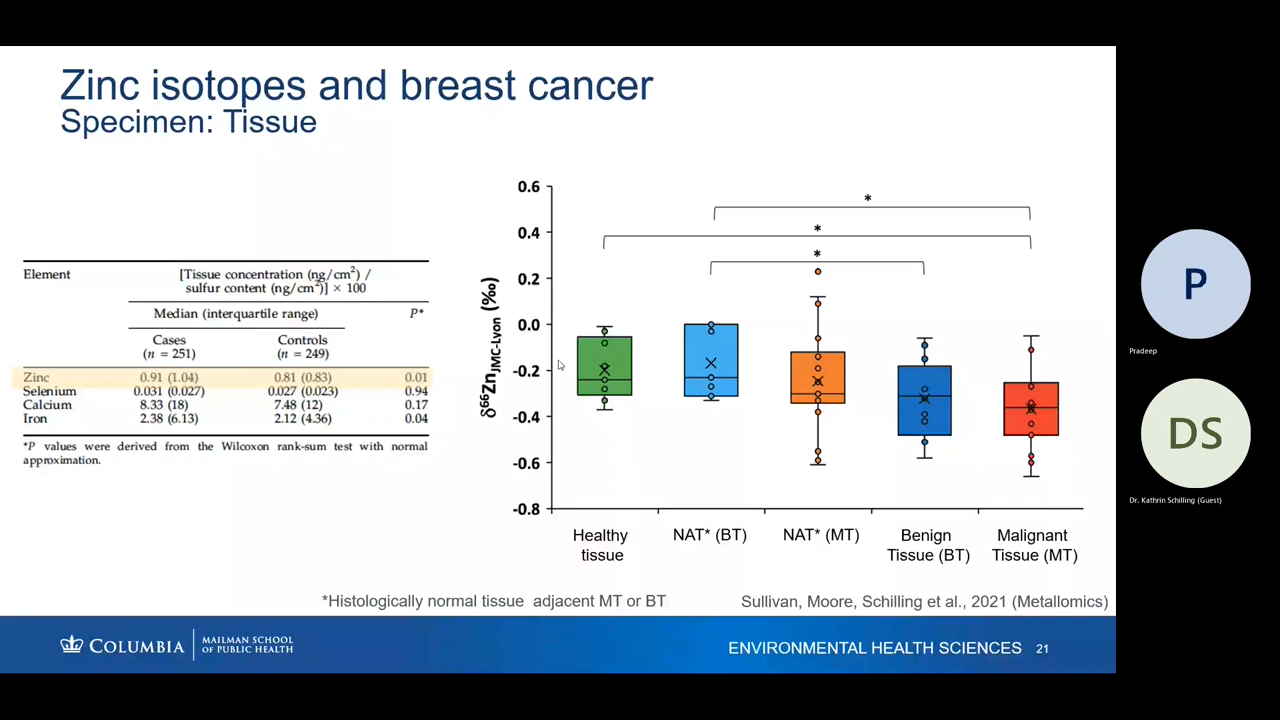 Zinc isotopes and breast cancer
Specimen: Tissue
Element
[Tissue concentration (ng/cm²) /
sulfur content (ng/cm²)] × 100
Median (interquartile range)
P*
Cases
(n = 251)
Controls
(n = 249)
Zinc 0.91 (1.04) 0.81 (0.83) 0.01
Selenium 0.031 (0.027) 0.027 (0.023) 0.94
Calcium 8.33 (18) 7.48 (12) 0.17
Iron 2.38 (6.13) 2.12 (4.36) 0.04
*P values were derived from the Wilcoxon rank-sum test with normal
approximation.
δ⁶⁶Zn JMC-Lyon (‰)
0.6
0.4
0.2
0.0
-0.2
-0.4
-0.6
-0.8
*
*
*
Healthy
tissue
NAT* (BT)
NAT* (MT)
Benign
Tissue (BT)
Malignant
Tissue (MT)
*Histologically normal tissue adjacent MT or BT
Sullivan, Moore, Schilling et al., 2021 (Metallomics)
COLUMBIA
MAILMAN SCHOOL
OF PUBLIC HEALTH
ENVIRONMENTAL HEALTH SCIENCES 21
P
Pradeep
DS
Dr. Kathrin Schilling (Guest)